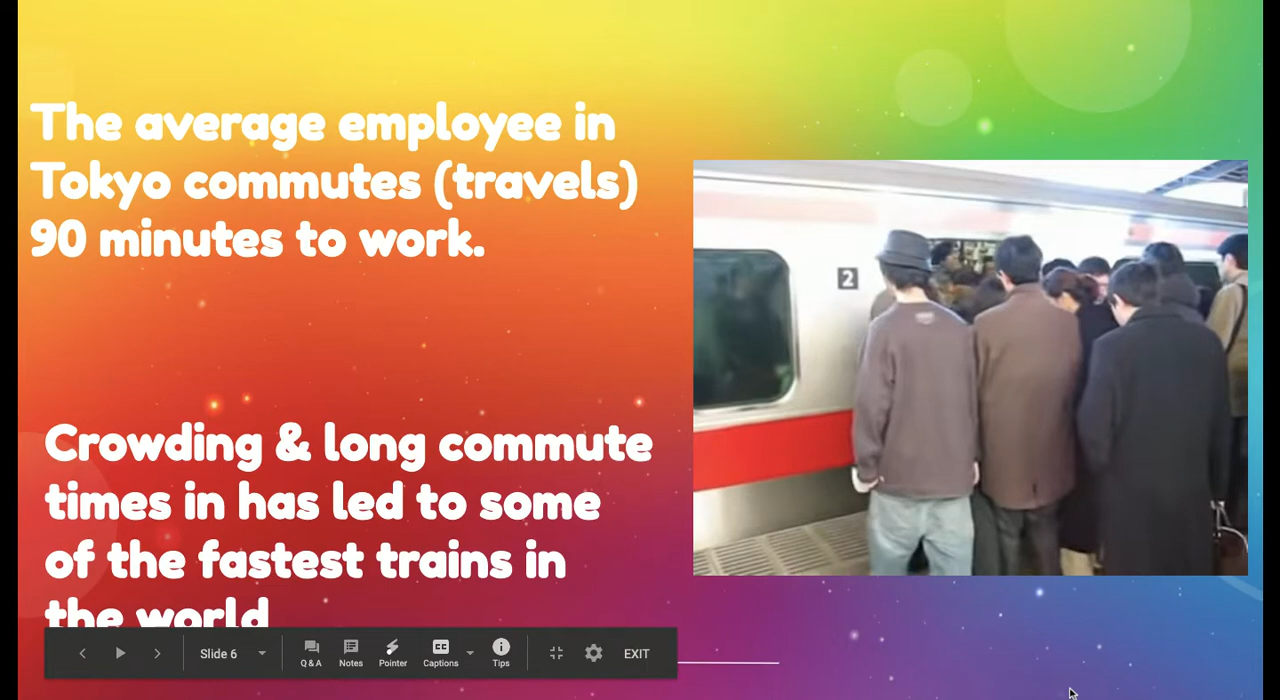 The average employee in
Tokyo commutes (travels)
90 minutes to work.
2
Crowding & long commute
times in has led to some
of the fastest trains in
the world
Slide 6
Q & A
Notes
Pointer
CC
Captions
Tips
EXIT